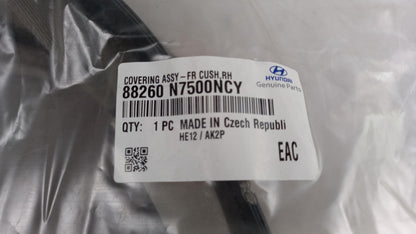 COVERING ASSY-FR CUSH,RH
88260 N7500NCY
QTY: 1 PC MADE IN Czech Republi
HE12 / AK2P
HYUNDAI
Genuine Parts
EAC